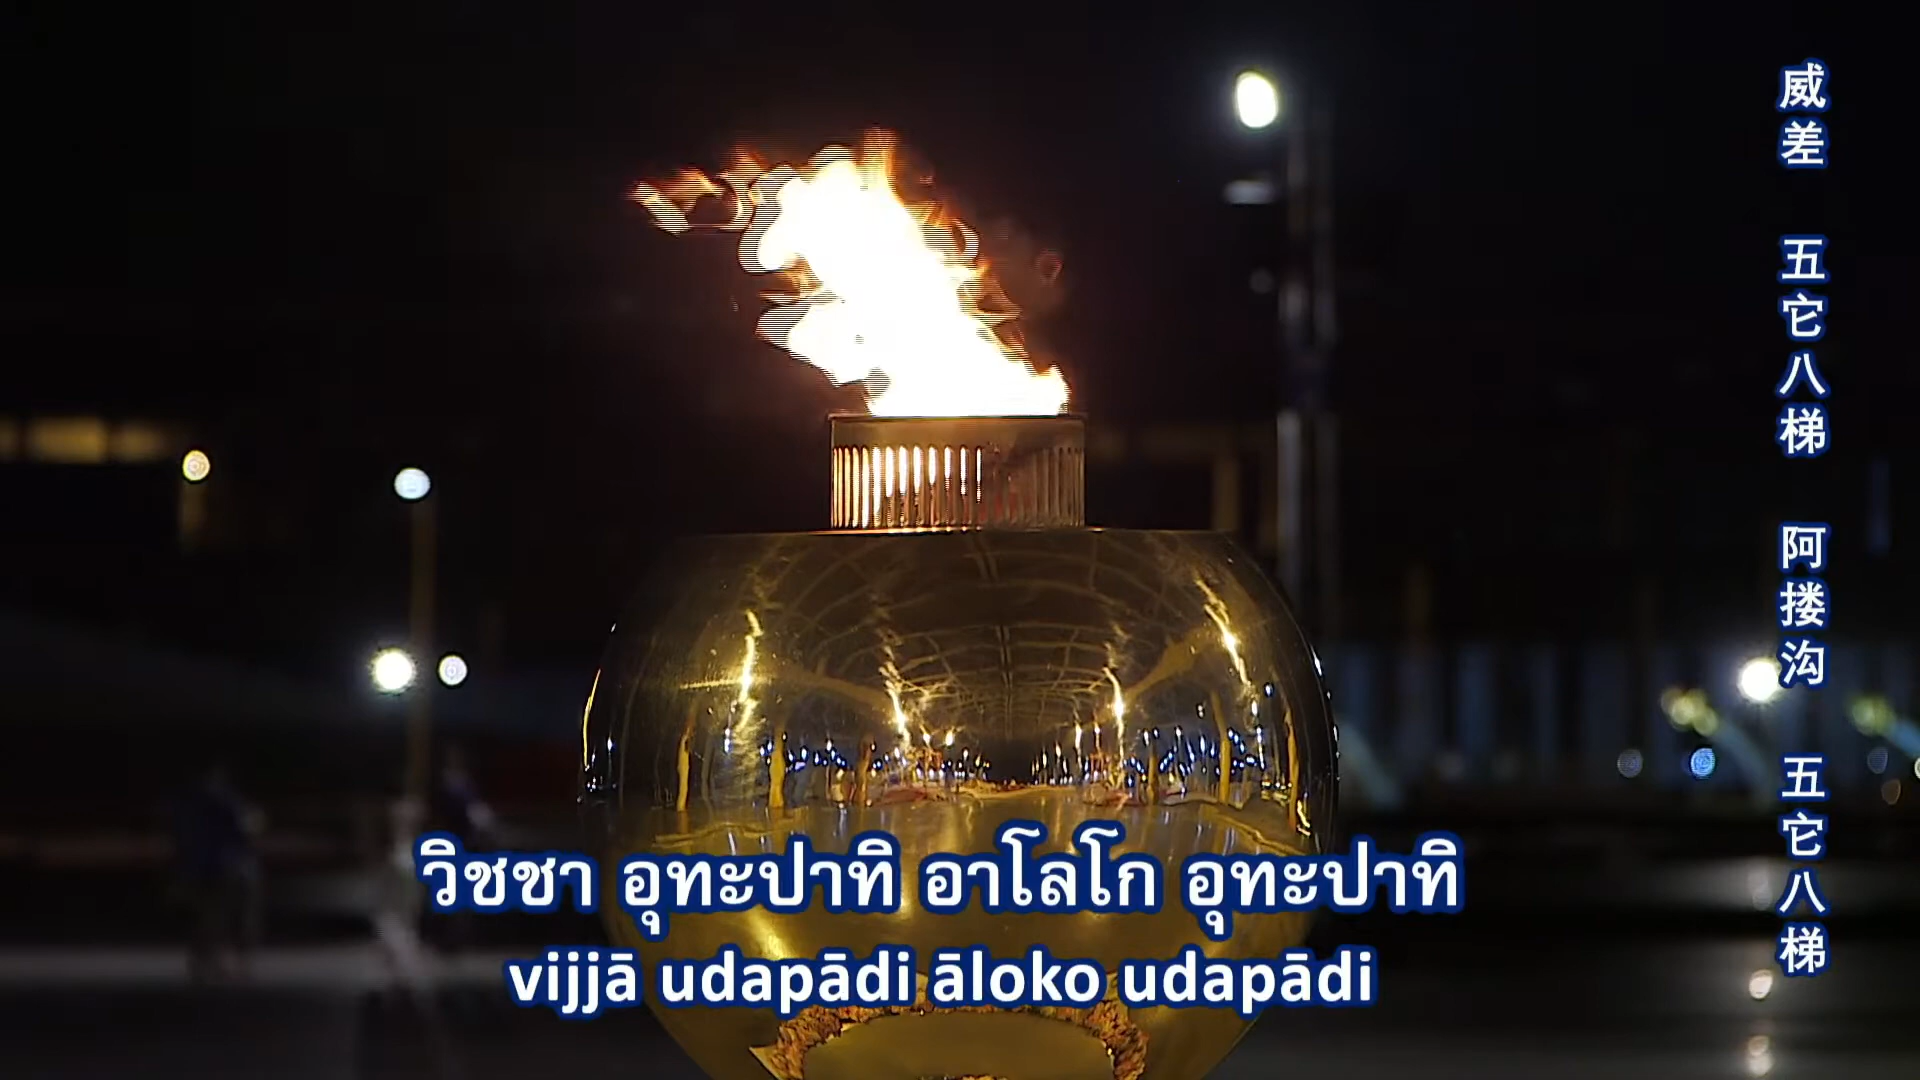 วิชชา อุทะปาทิ อาโลโก อุทะปาทิ
vijjā udapādi āloko udapādi
威差 五它八梯 阿搂沟 五它八梯